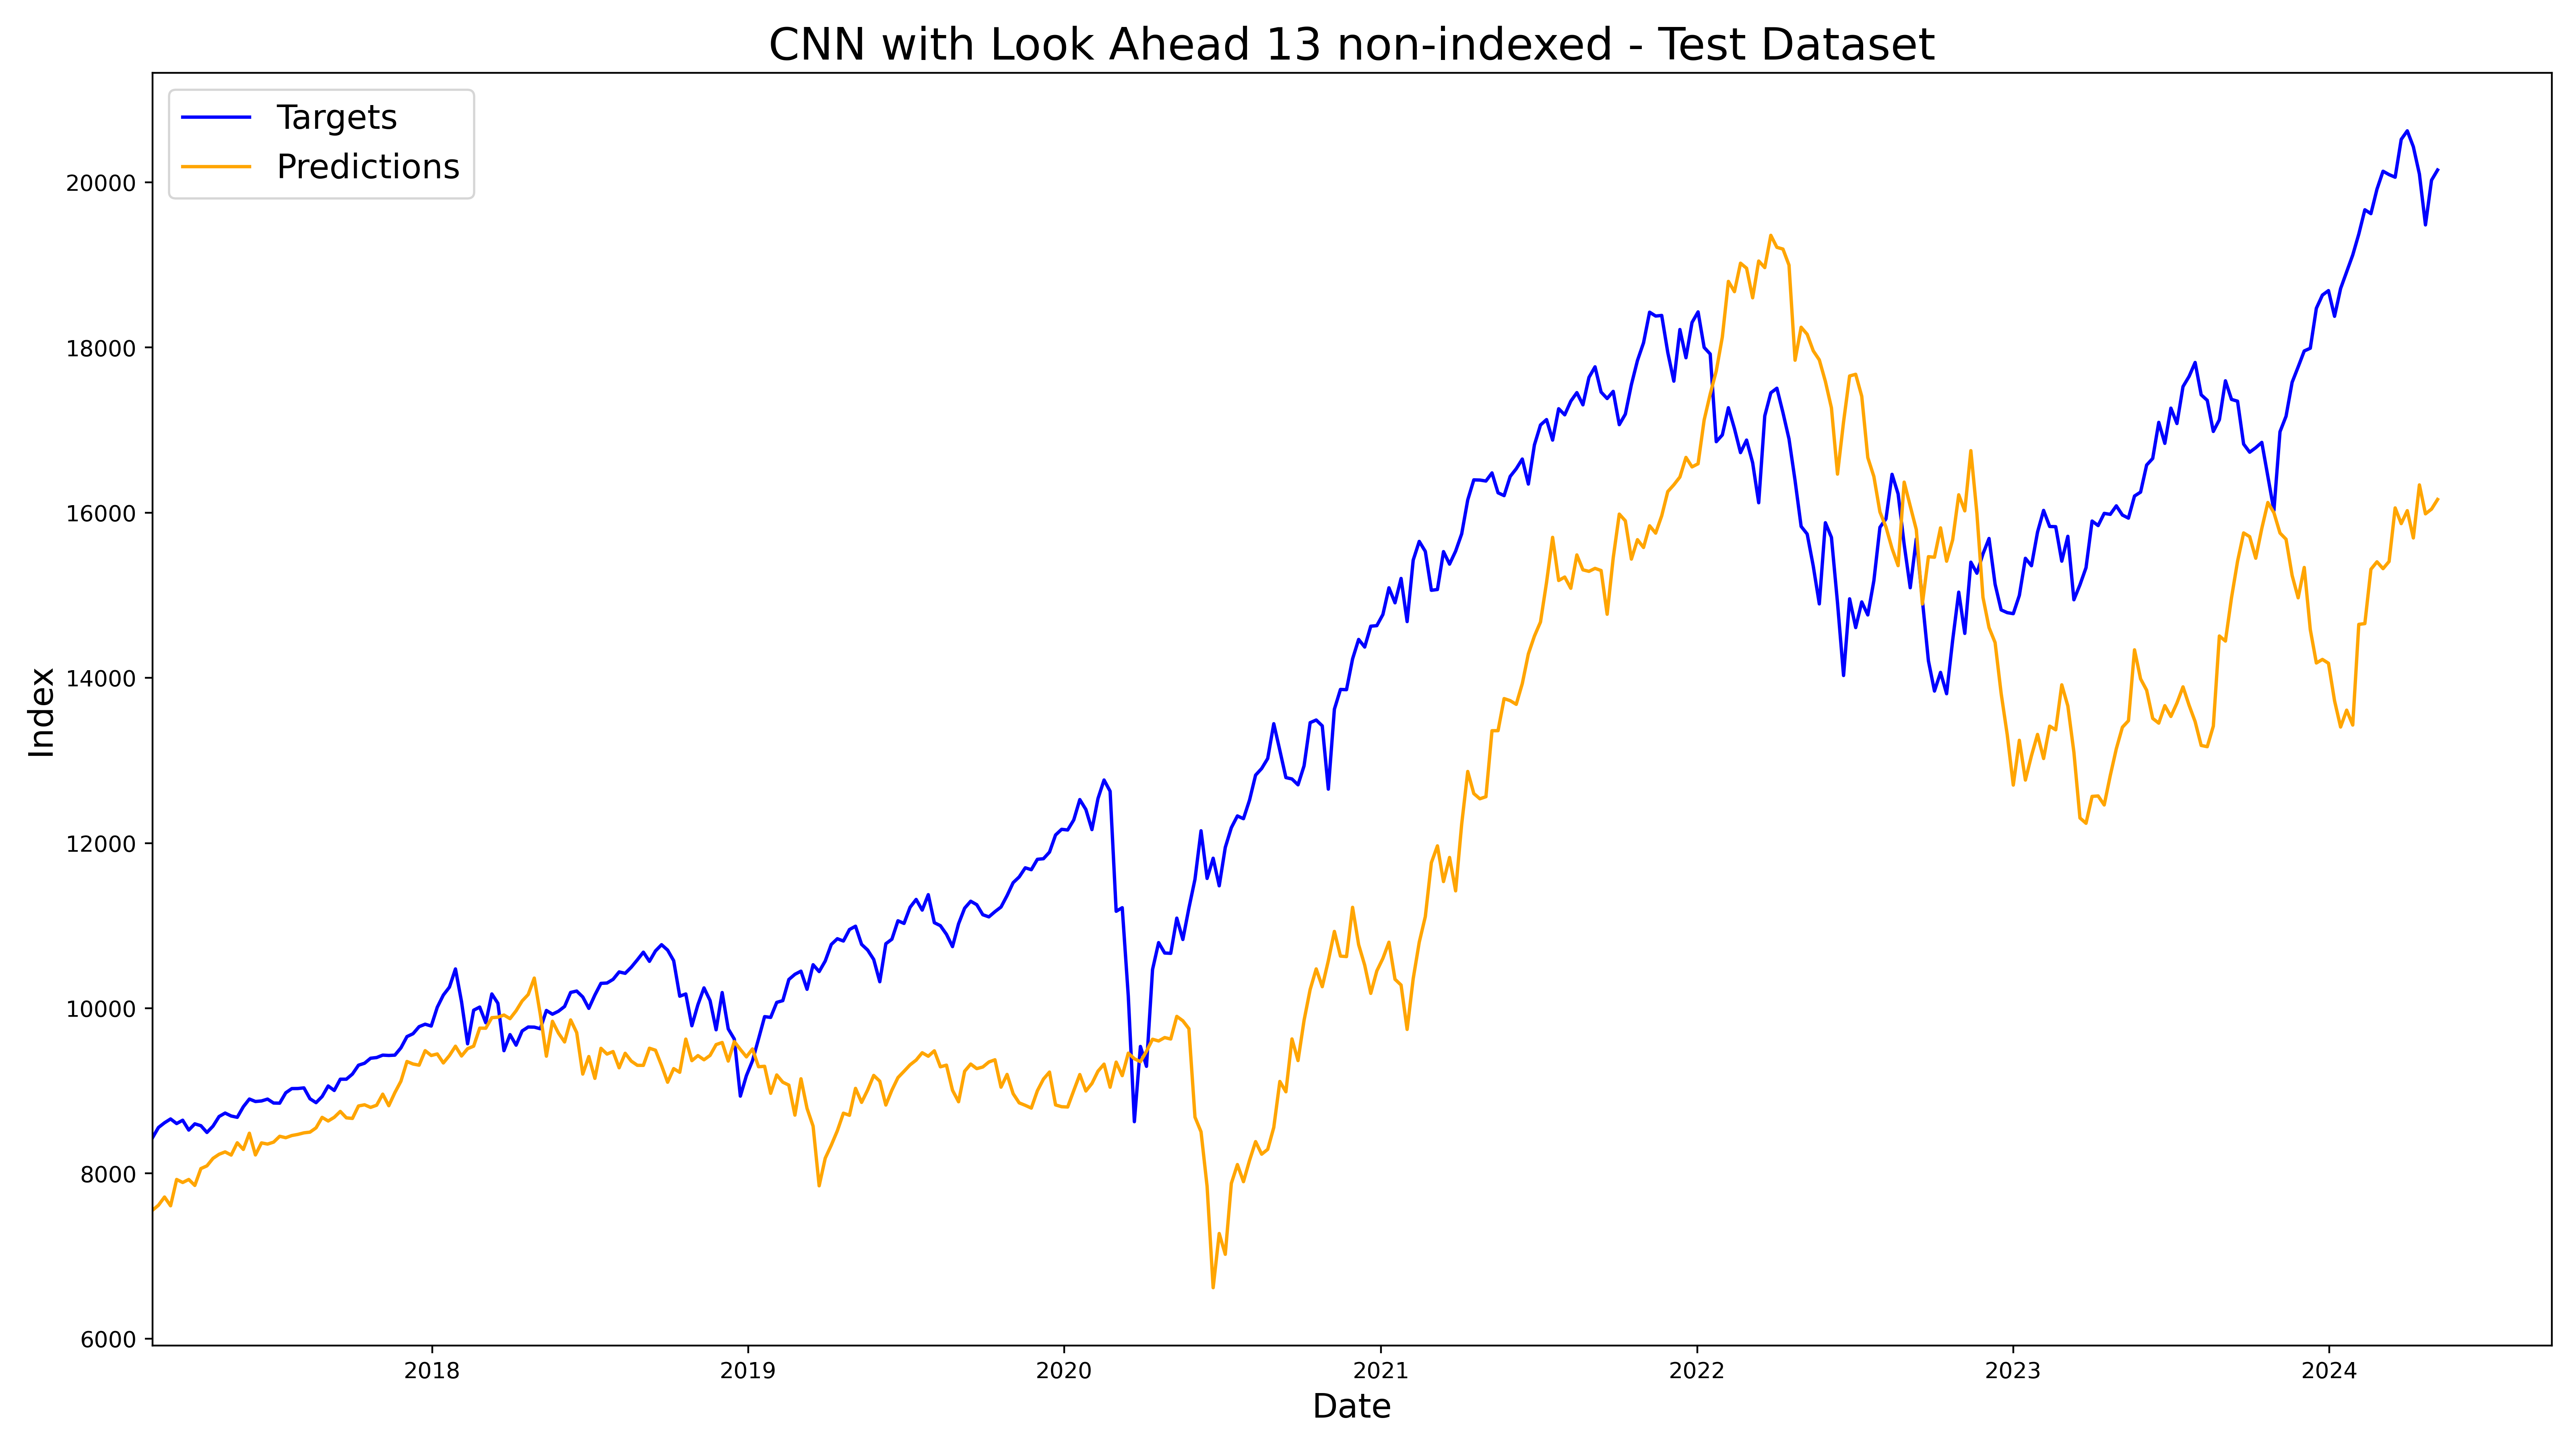 CNN with Look Ahead 13 non-indexed - Test Dataset
Targets
Predictions
20000
18000
16000
14000
12000
10000
8000
6000
Index
2018 2019 2020 2021 2022 2023 2024
Date